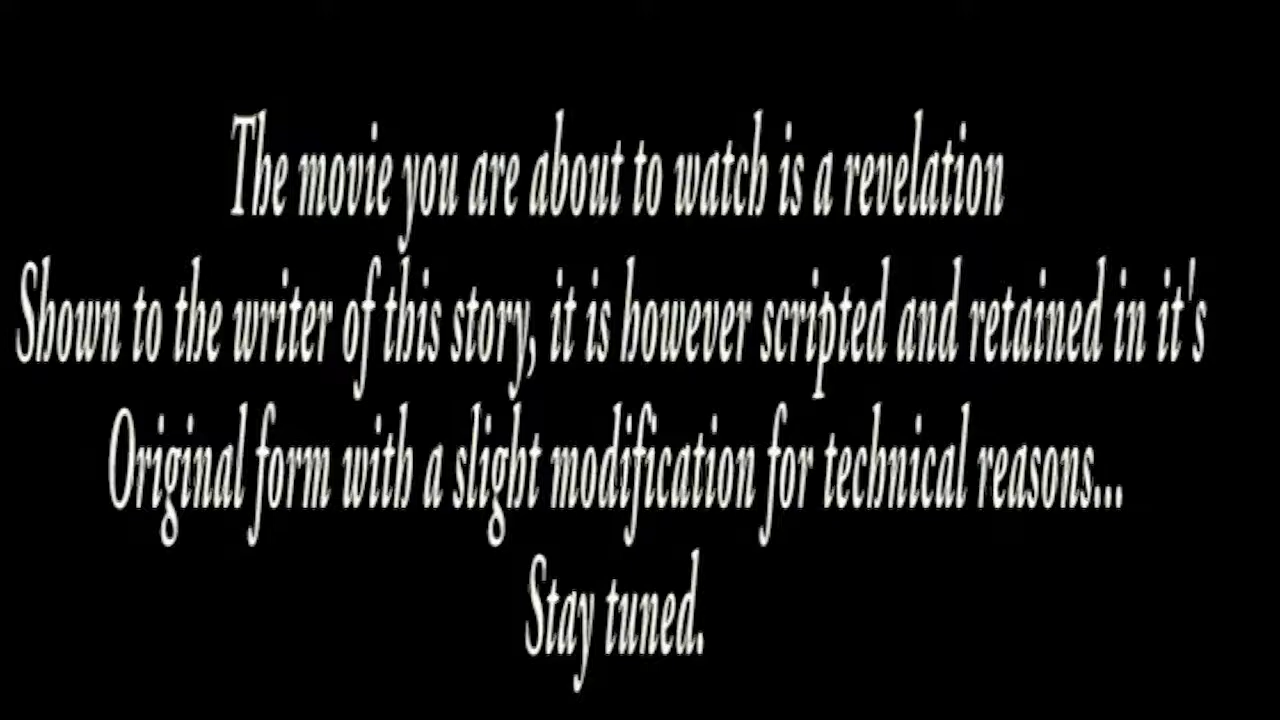 The movie you are about to watch is a revelation
Shown to the writer of this story, it is however scripted and retained in it's
Original form with a slight modification for technical reasons...
Stay tuned.